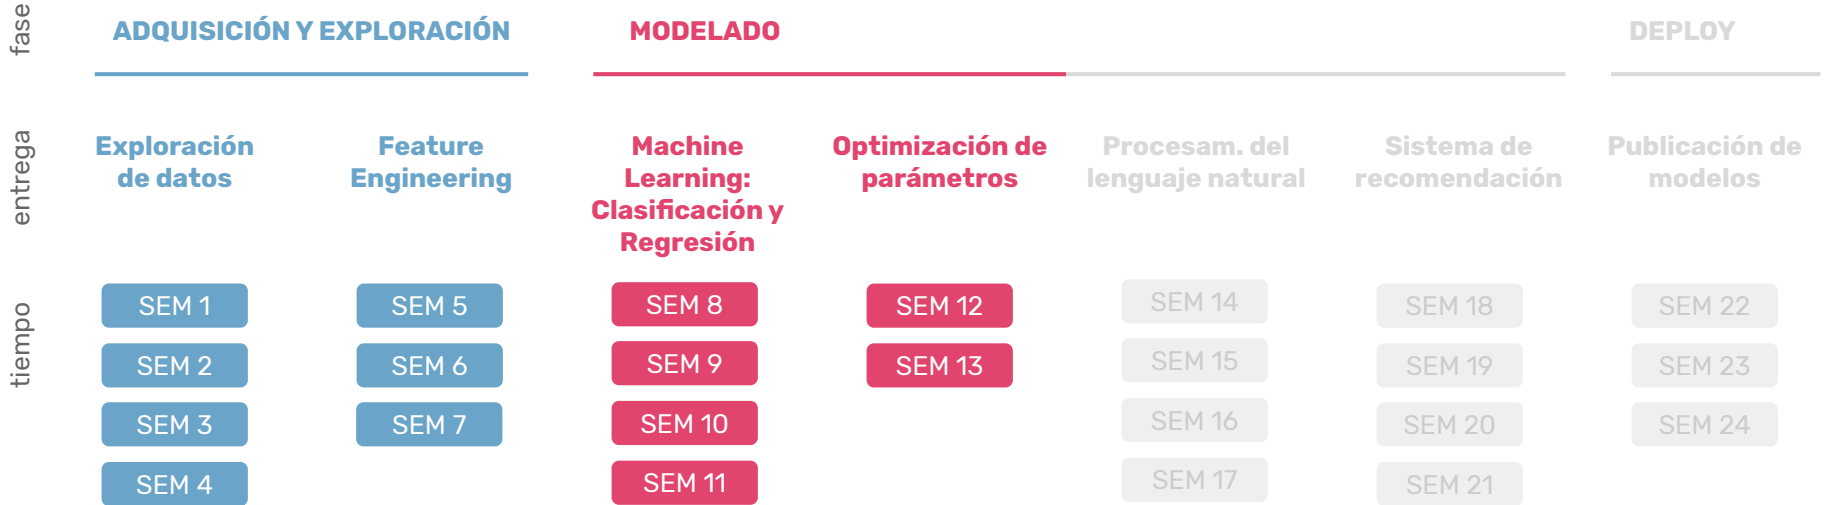 fase
ADQUISICIÓN Y EXPLORACIÓN
MODELADO
DEPLOY
entrega
Exploración
de datos
Feature
Engineering
Machine
Learning:
Clasificación y
Regresión
Optimización de
parámetros
Procesam. del
lenguaje natural
Sistema de
recomendación
Publicación de
modelos
tiempo
SEM 1
SEM 2
SEM 3
SEM 4
SEM 5
SEM 6
SEM 7
SEM 8
SEM 9
SEM 10
SEM 11
SEM 12
SEM 13
SEM 14
SEM 15
SEM 16
SEM 17
SEM 18
SEM 19
SEM 20
SEM 21
SEM 22
SEM 23
SEM 24